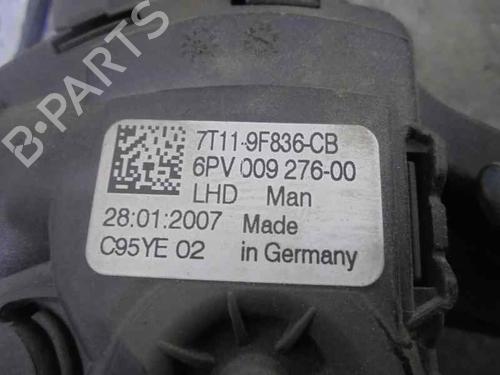 B-PARTS
7T11-9F836-CB
6PV 009 276-00
LHD Man
28:01:2007 Made
C95YE 02 in Germany